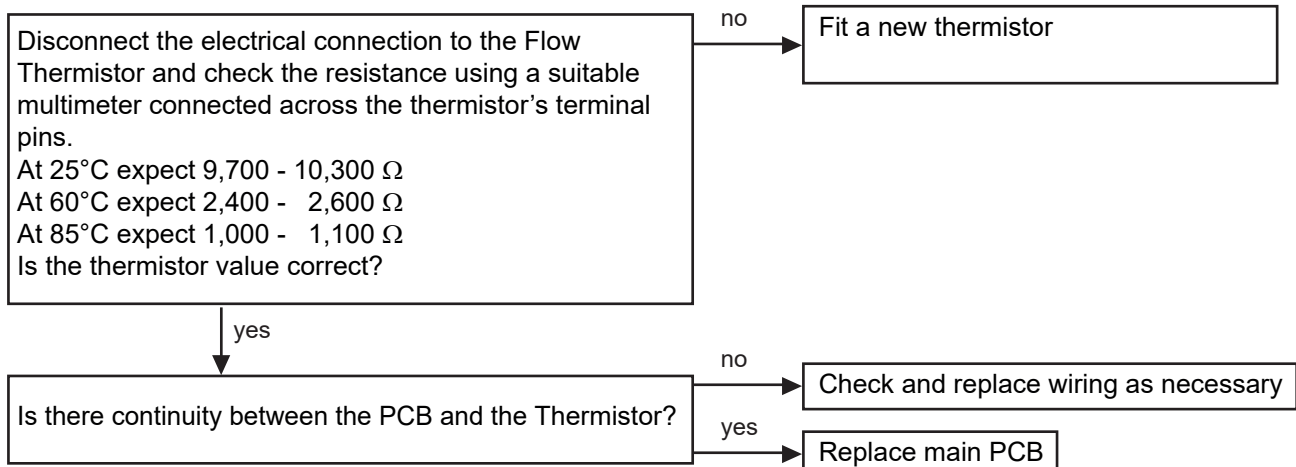 Disconnect the electrical connection to the Flow
Thermistor and check the resistance using a suitable
multimeter connected across the thermistor’s terminal
pins.
At 25°C expect 9,700 - 10,300 Ω
At 60°C expect 2,400 -   2,600 Ω
At 85°C expect 1,000 -   1,100 Ω
Is the thermistor value correct?
no
Fit a new thermistor
yes
Is there continuity between the PCB and the Thermistor?
no
Check and replace wiring as necessary
yes
Replace main PCB